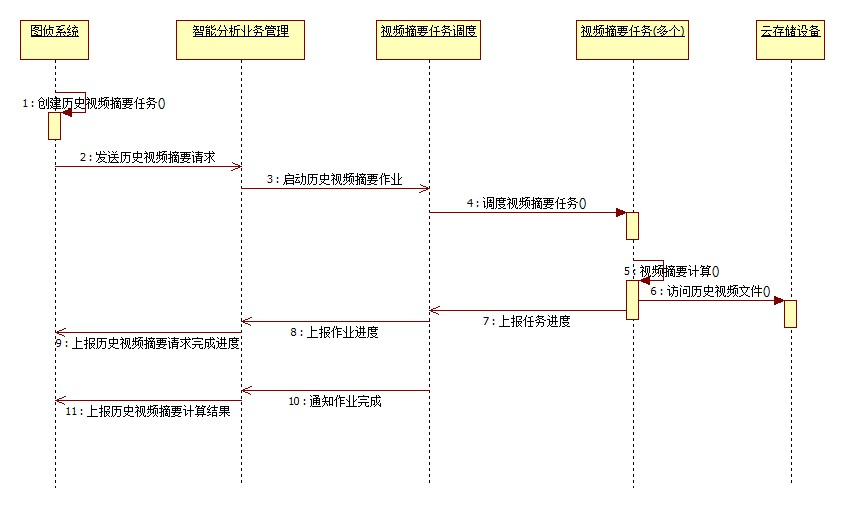 图侦系统
智能分析业务管理
视频摘要任务调度
视频摘要任务(多个)
云存储设备
1 : 创建历史视频摘要任务()
2 : 发送历史视频摘要请求
3 : 启动历史视频摘要作业
4 : 调度视频摘要任务()
5 : 视频摘要计算()
6 : 访问历史视频文件()
7 : 上报任务进度
8 : 上报作业进度
9 : 上报历史视频摘要请求完成进度
10 : 通知作业完成
11 : 上报历史视频摘要计算结果